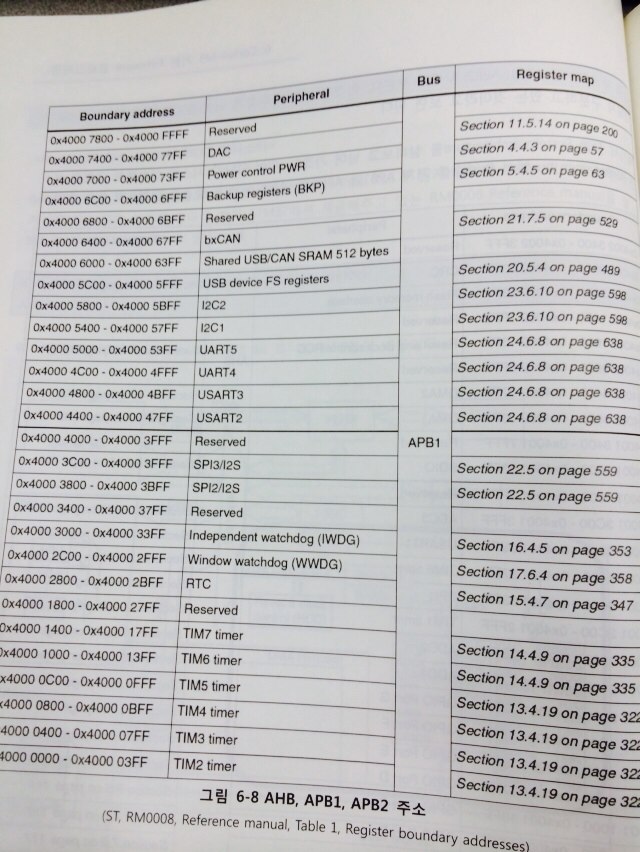 Boundary address Peripheral Bus Register map
0x4000 7800 - 0x4000 FFFF Reserved
0x4000 7400 - 0x4000 77FF DAC Section 11.5.14 on page 200
0x4000 7000 - 0x4000 73FF Power control PWR Section 4.4.3 on page 57
0x4000 6C00 - 0x4000 6FFF Backup registers (BKP) Section 5.4.5 on page 63
0x4000 6800 - 0x4000 6BFF Reserved
0x4000 6400 - 0x4000 67FF bxCAN Section 21.7.5 on page 529
0x4000 6000 - 0x4000 63FF Shared USB/CAN SRAM 512 bytes
0x4000 5C00 - 0x4000 5FFF USB device FS registers Section 20.5.4 on page 489
0x4000 5800 - 0x4000 5BFF I2C2 Section 23.6.10 on page 598
0x4000 5400 - 0x4000 57FF I2C1 Section 23.6.10 on page 598
0x4000 5000 - 0x4000 53FF UART5 Section 24.6.8 on page 638
0x4000 4C00 - 0x4000 4FFF UART4 Section 24.6.8 on page 638
0x4000 4800 - 0x4000 4BFF USART3 Section 24.6.8 on page 638
0x4000 4400 - 0x4000 47FF USART2 Section 24.6.8 on page 638
0x4000 4000 - 0x4000 3FFF Reserved APB1
0x4000 3C00 - 0x4000 3FFF SPI3/I2S Section 22.5 on page 559
0x4000 3800 - 0x4000 3BFF SPI2/I2S Section 22.5 on page 559
0x4000 3400 - 0x4000 37FF Reserved
0x4000 3000 - 0x4000 33FF Independent watchdog (IWDG) Section 16.4.5 on page 353
0x4000 2C00 - 0x4000 2FFF Window watchdog (WWDG) Section 17.6.4 on page 358
0x4000 2800 - 0x4000 2BFF RTC Section 15.4.7 on page 347
0x4000 1800 - 0x4000 27FF Reserved
0x4000 1400 - 0x4000 17FF TIM7 timer Section 14.4.9 on page 335
x4000 1000 - 0x4000 13FF TIM6 timer Section 14.4.9 on page 335
x4000 0C00 - 0x4000 0FFF TIM5 timer Section 13.4.19 on page 322
4000 0800 - 0x4000 0BFF TIM4 timer Section 13.4.19 on page 322
4000 0400 - 0x4000 07FF TIM3 timer Section 13.4.19 on page 322
4000 0000 - 0x4000 03FF TIM2 timer Section 13.4.19 on page 322
그림 6-8 AHB, APB1, APB2 주소
(ST, RM0008, Reference manual, Table 1, Register boundary addresses)